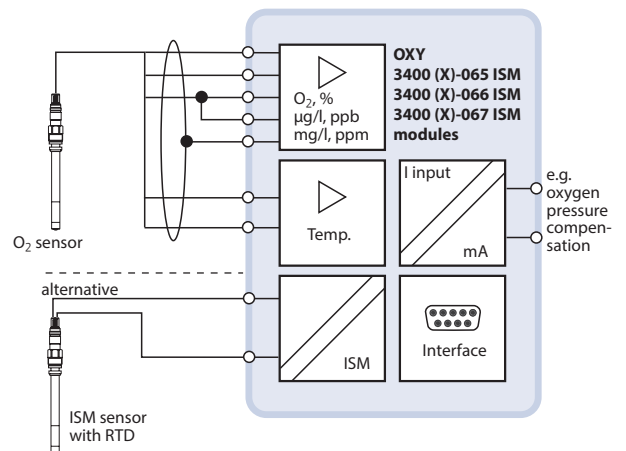 OXY
3400 (X)-065 ISM
3400 (X)-066 ISM
3400 (X)-067 ISM
modules
O₂, %
µg/l, ppb
mg/l, ppm
I input
mA
e.g.
oxygen
pressure
compen-
sation
Temp.
O₂ sensor
alternative
ISM
Interface
ISM sensor
with RTD